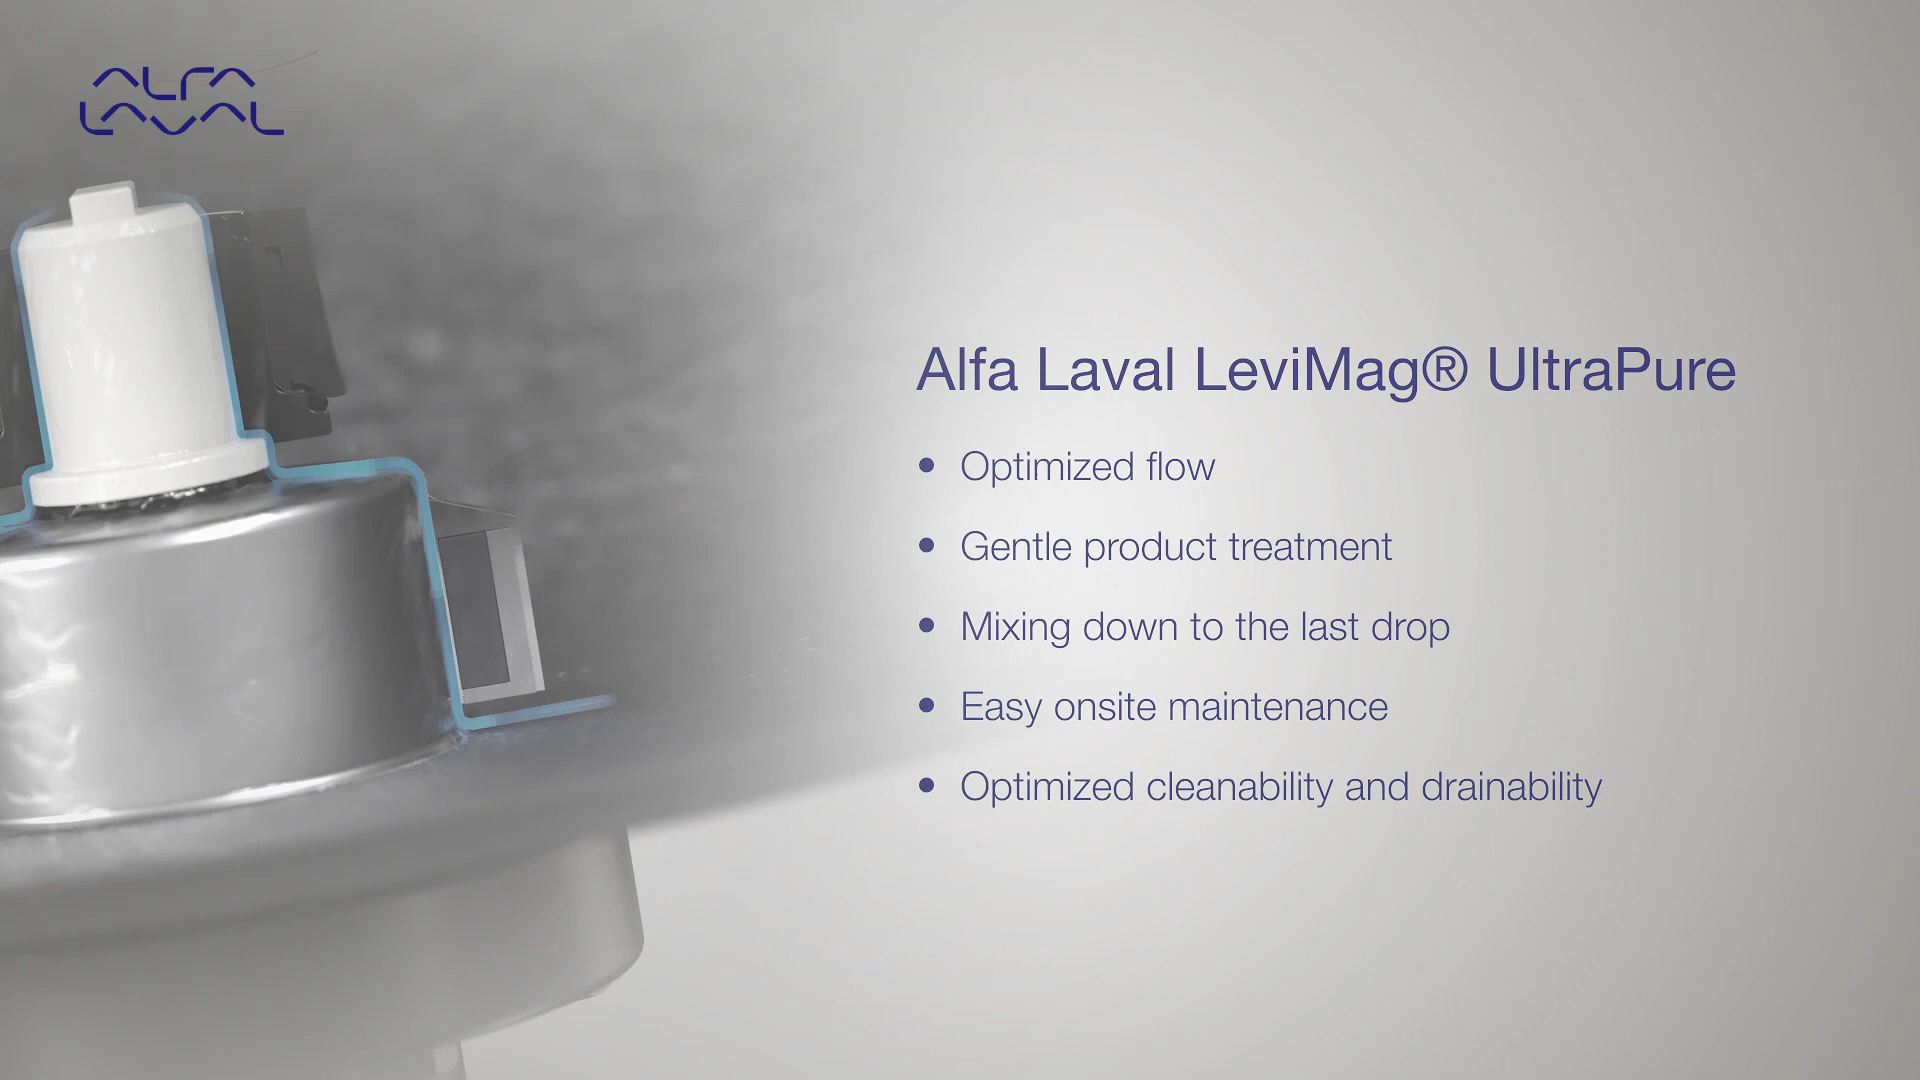 ALFA
LAVAL
Alfa Laval LeviMag® UltraPure
• Optimized flow
• Gentle product treatment
• Mixing down to the last drop
• Easy onsite maintenance
• Optimized cleanability and drainability